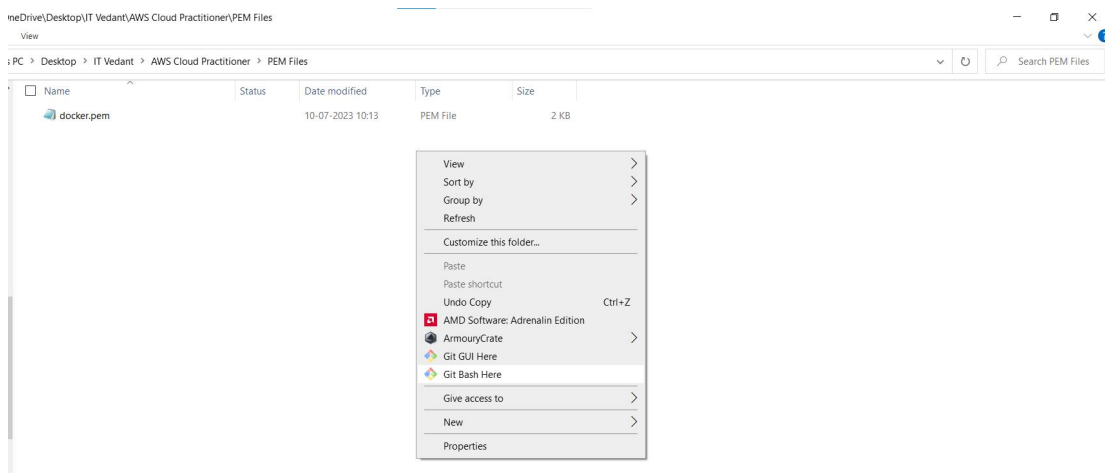 neDrive\Desktop\IT Vedant\AWS Cloud Practitioner\PEM Files
View
PC > Desktop > IT Vedant > AWS Cloud Practitioner > PEM Files
Search PEM Files
Name Status Date modified Type Size
docker.pem 10-07-2023 10:13 PEM File 2 KB
View
Sort by
Group by
Refresh
Customize this folder...
Paste
Paste shortcut
Undo Copy Ctrl+Z
AMD Software: Adrenalin Edition
ArmouryCrate
Git GUI Here
Git Bash Here
Give access to
New
Properties